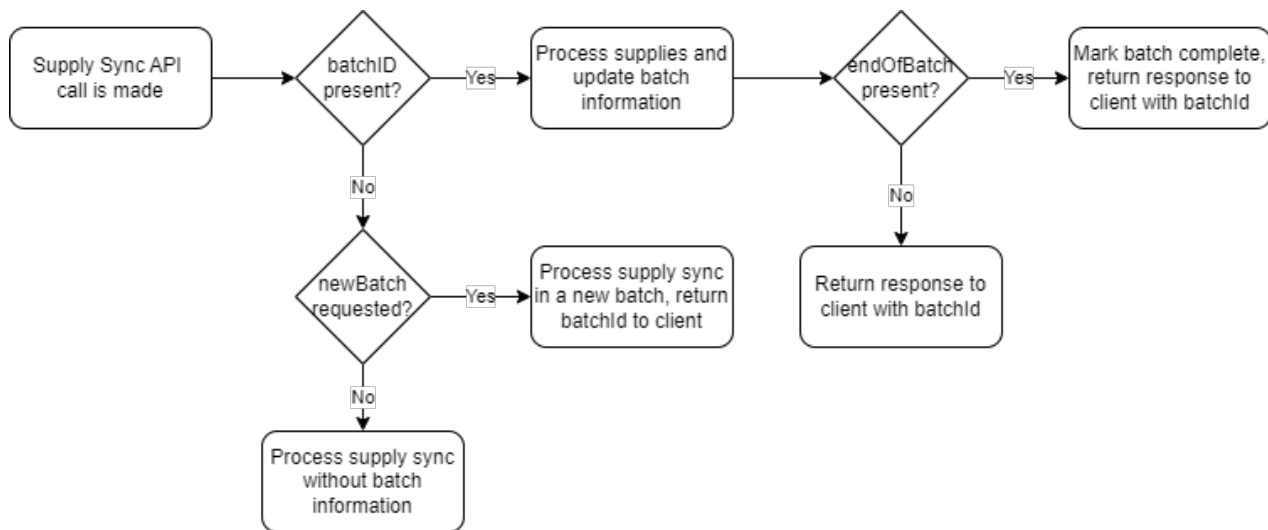 Supply Sync API
call is made
batchID
present?
Yes
Process supplies and
update batch
information
endOfBatch
present?
Yes
Mark batch complete,
return response to
client with batchId
No
No
newBatch
requested?
Yes
Process supply sync
in a new batch, return
batchId to client
Return response to
client with batchId
No
Process supply sync
without batch
information